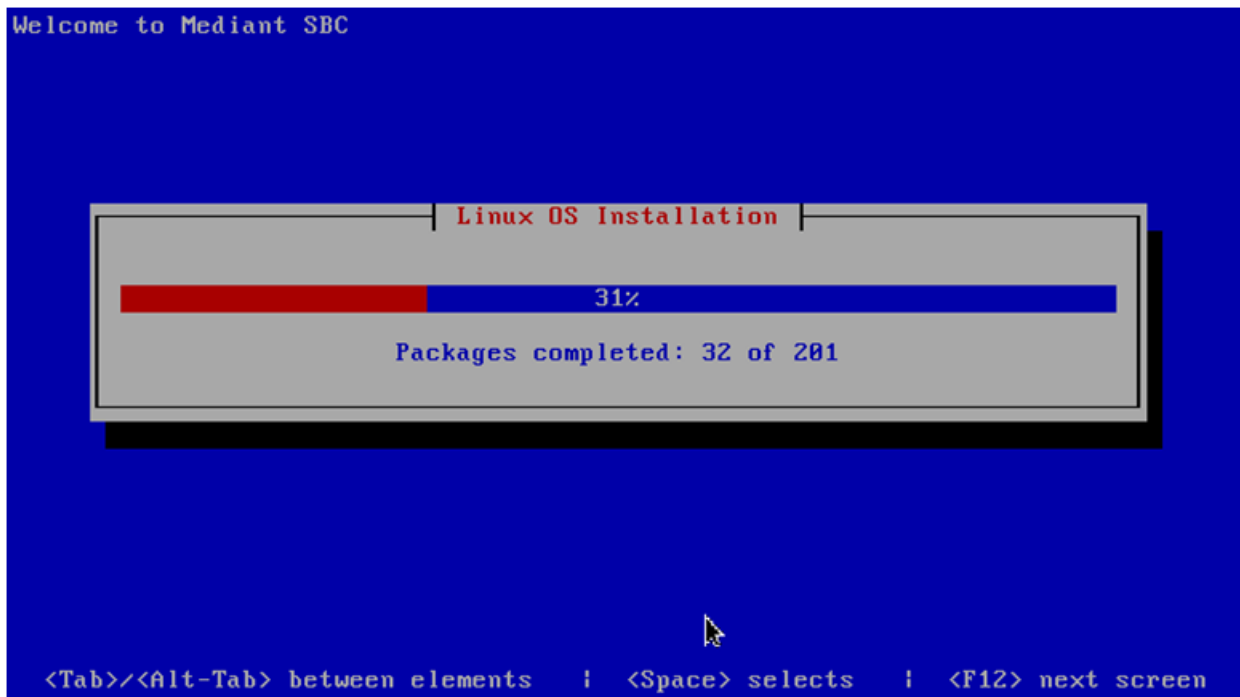 Welcome to Mediant SBC
Linux OS Installation
31%
Packages completed: 32 of 201
<Tab>/<Alt-Tab> between elements | <Space> selects | <F12> next screen